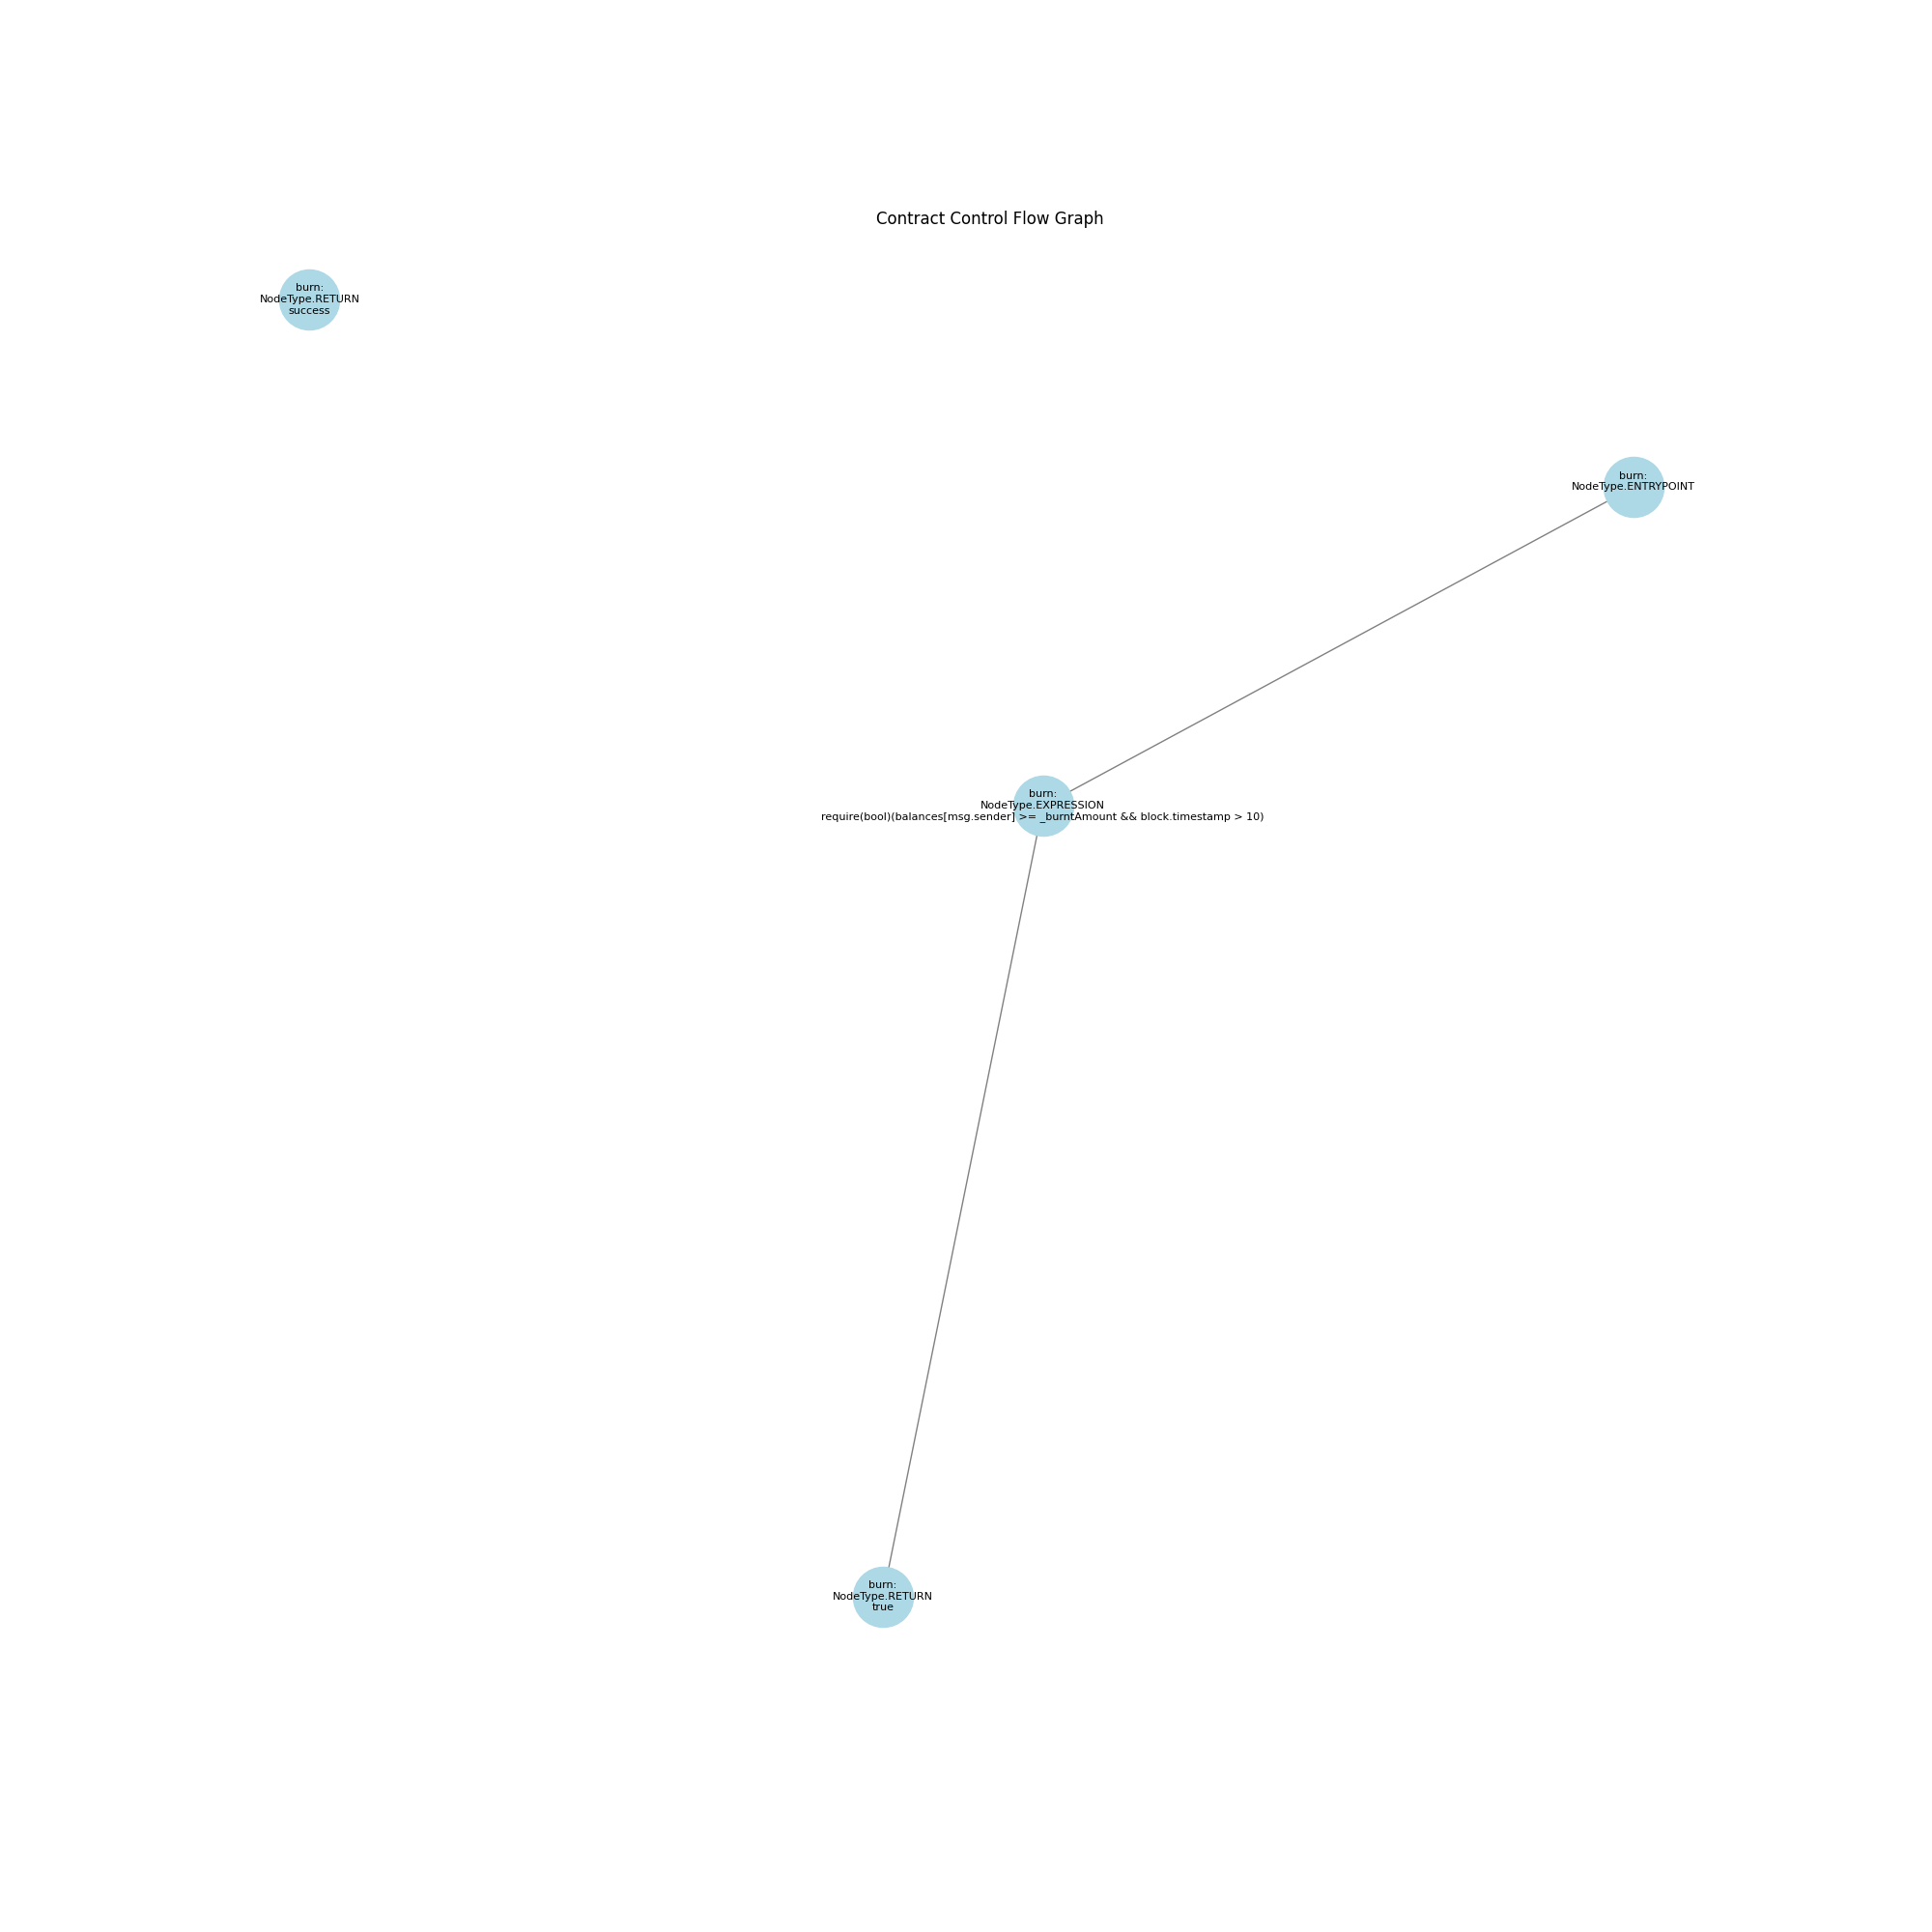 Contract Control Flow Graph
burn:
NodeType.RETURN
success
burn:
NodeType.ENTRYPOINT
burn:
NodeType.EXPRESSION
require(bool)(balances[msg.sender] >= _burntAmount && block.timestamp > 10)
burn:
NodeType.RETURN
true